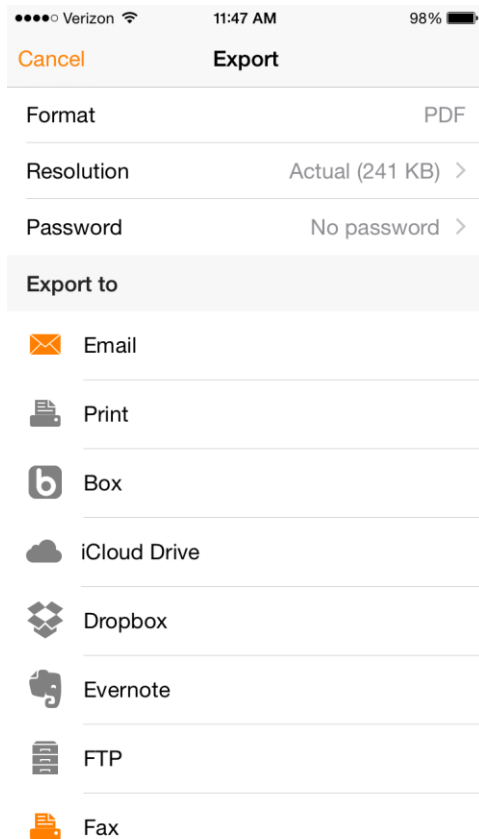 Verizon 11:47 AM 98%
Cancel Export
Format PDF
Resolution Actual (241 KB)
Password No password
Export to
Email
Print
Box
iCloud Drive
Dropbox
Evernote
FTP
Fax